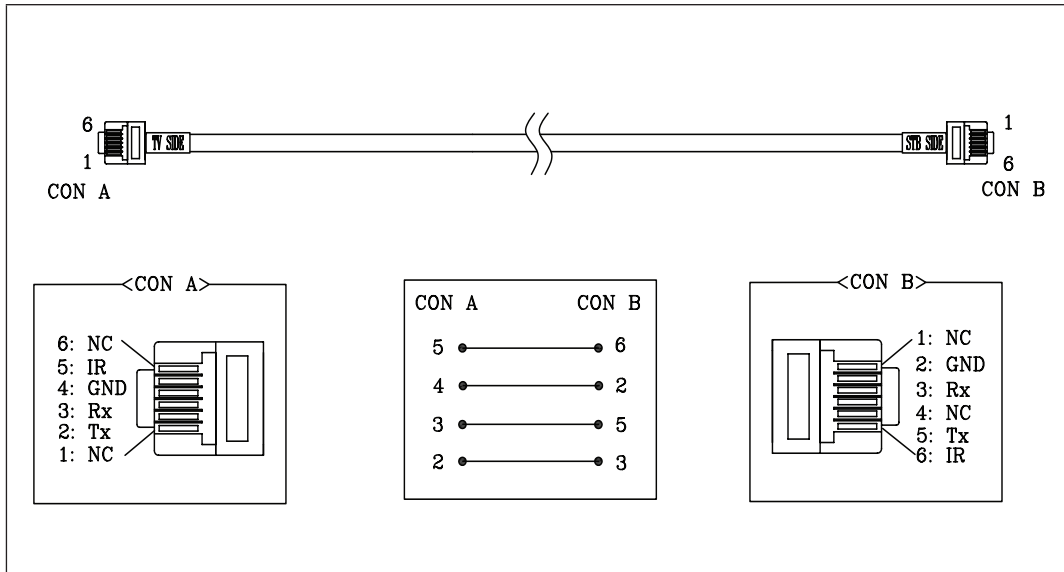 6
1
TV SIDE
STB SIDE
1
6
CON A
CON B
<CON A>
6: NC
5: IR
4: GND
3: Rx
2: Tx
1: NC
CON A CON B
5 6
4 2
3 5
2 3
<CON B>
1: NC
2: GND
3: Rx
4: NC
5: Tx
6: IR